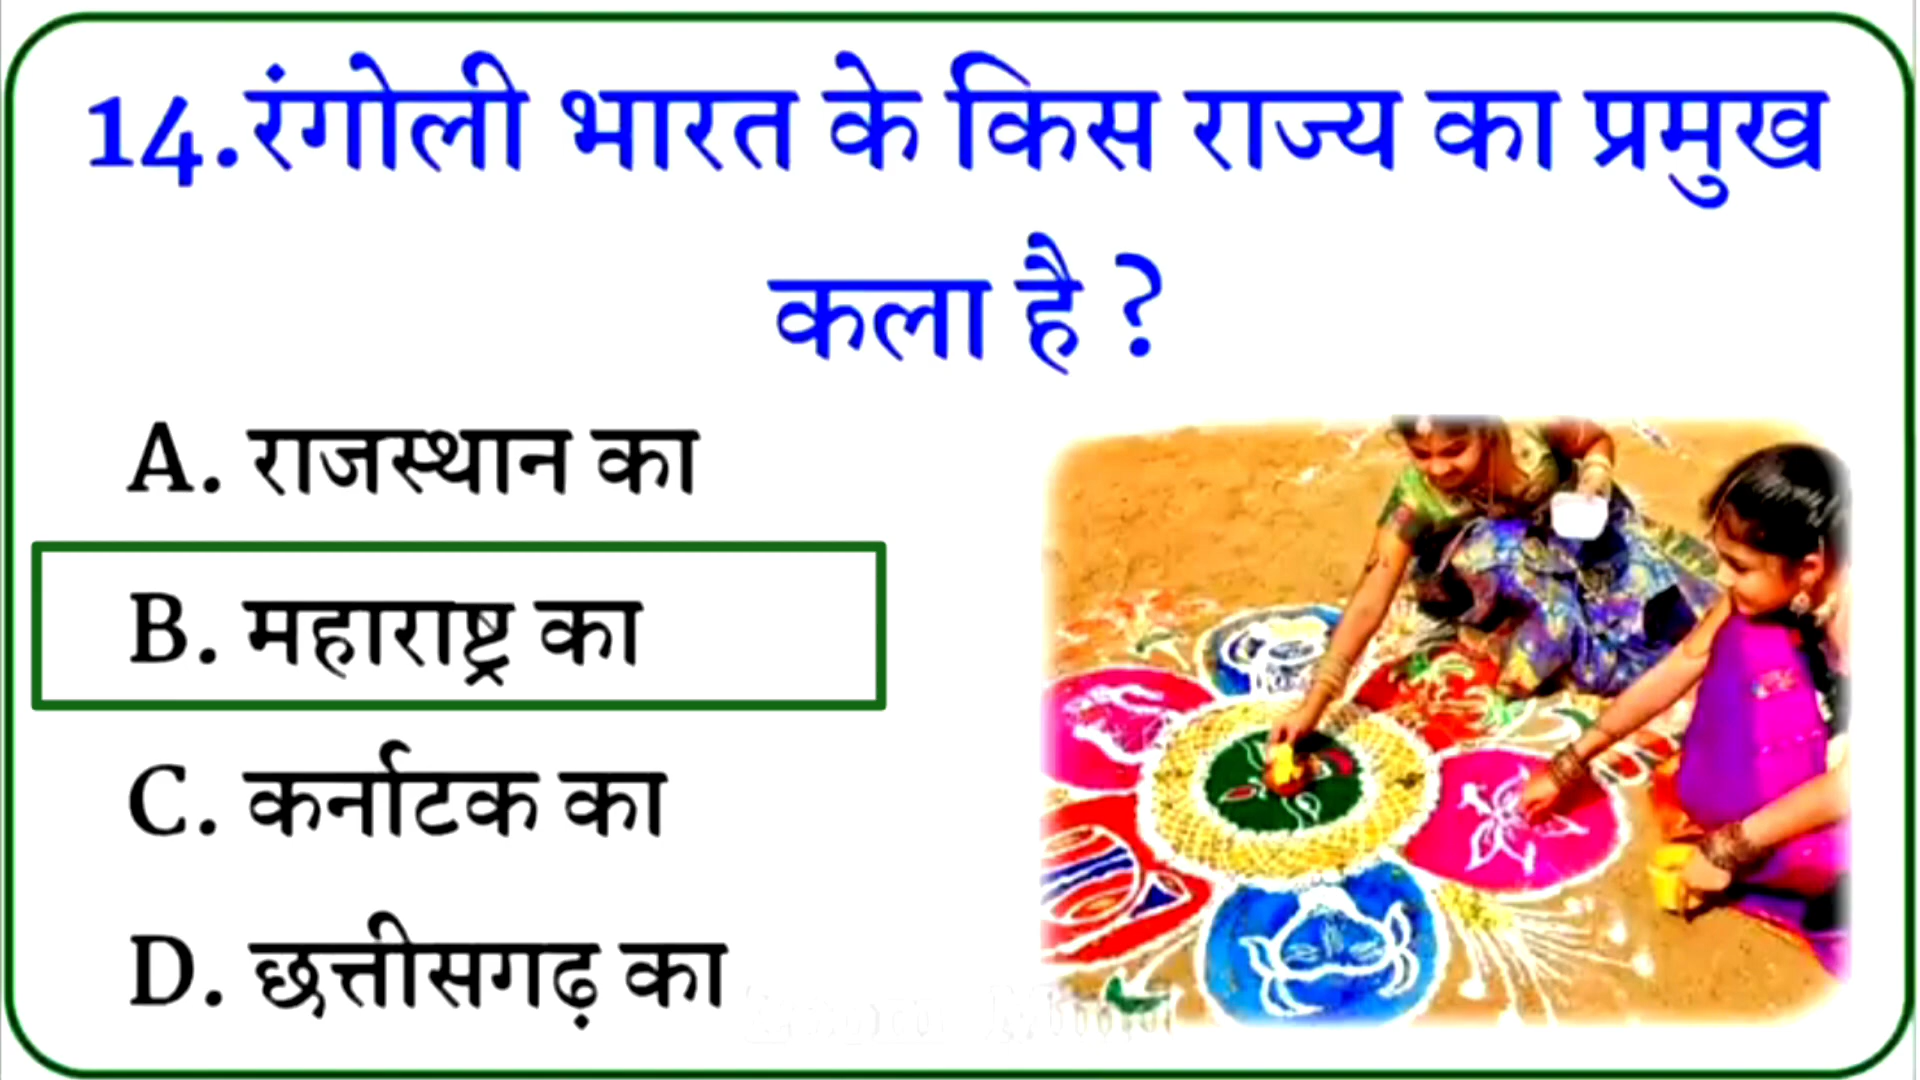 14.रंगोली भारत के किस राज्य का प्रमुख
कला है ?
A. राजस्थान का
B. महाराष्ट्र का
C. कर्नाटक का
D. छत्तीसगढ़ का